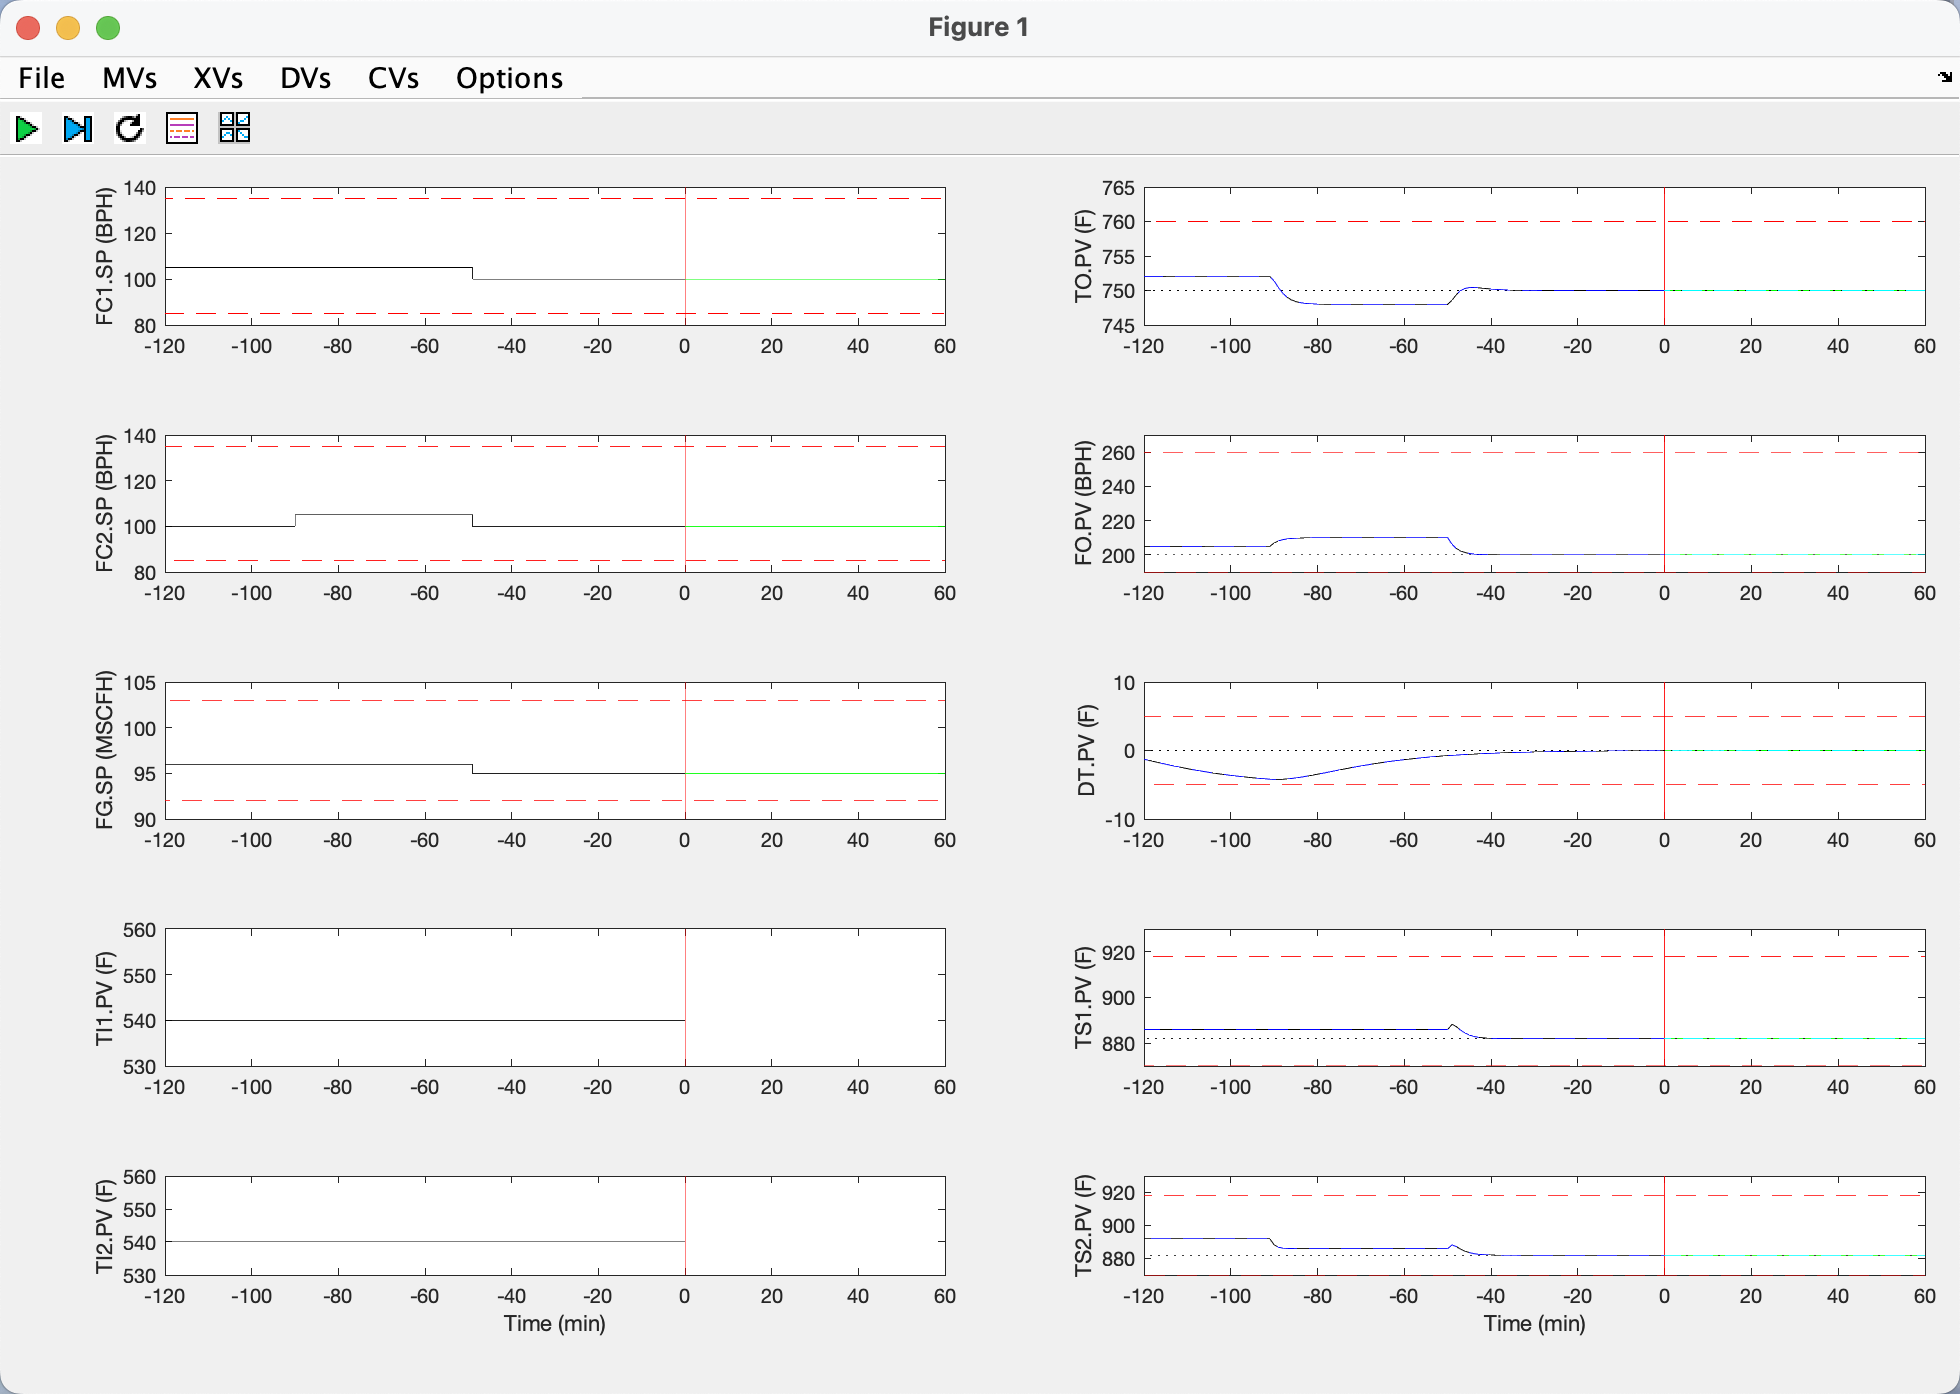 Figure 1
File MVs XVs DVs CVs Options
FC1.SP (BPH)
140
120
100
80
-120 -100 -80 -60 -40 -20 0 20 40 60
TO.PV (F)
765
760
755
750
745
-120 -100 -80 -60 -40 -20 0 20 40 60
FC2.SP (BPH)
140
120
100
80
-120 -100 -80 -60 -40 -20 0 20 40 60
FO.PV (BPH)
260
240
220
200
-120 -100 -80 -60 -40 -20 0 20 40 60
FG.SP (MSCFH)
105
100
95
90
-120 -100 -80 -60 -40 -20 0 20 40 60
DT.PV (F)
10
0
-10
-120 -100 -80 -60 -40 -20 0 20 40 60
TI1.PV (F)
560
550
540
530
-120 -100 -80 -60 -40 -20 0 20 40 60
TS1.PV (F)
920
900
880
-120 -100 -80 -60 -40 -20 0 20 40 60
TI2.PV (F)
560
550
540
530
-120 -100 -80 -60 -40 -20 0 20 40 60
Time (min)
TS2.PV (F)
920
900
880
-120 -100 -80 -60 -40 -20 0 20 40 60
Time (min)